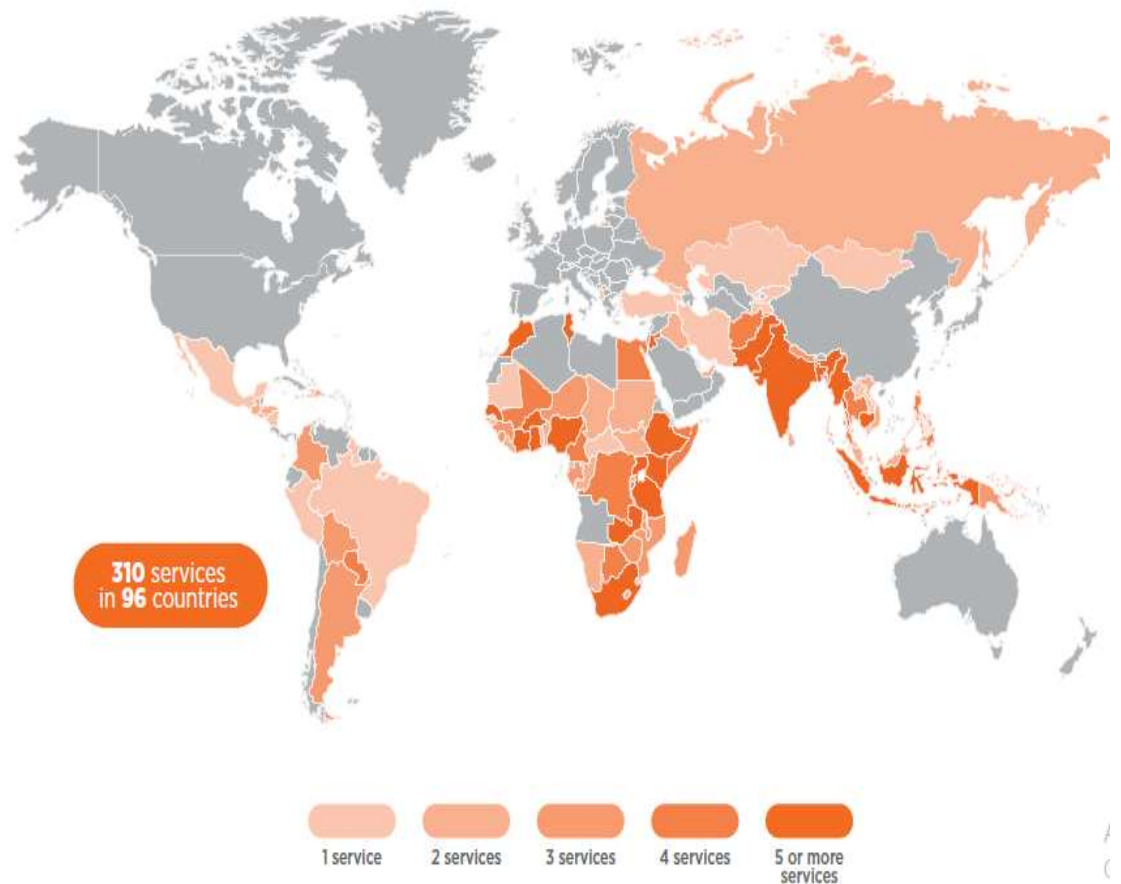 310 services
in 96 countries
1 service
2 services
3 services
4 services
5 or more
services